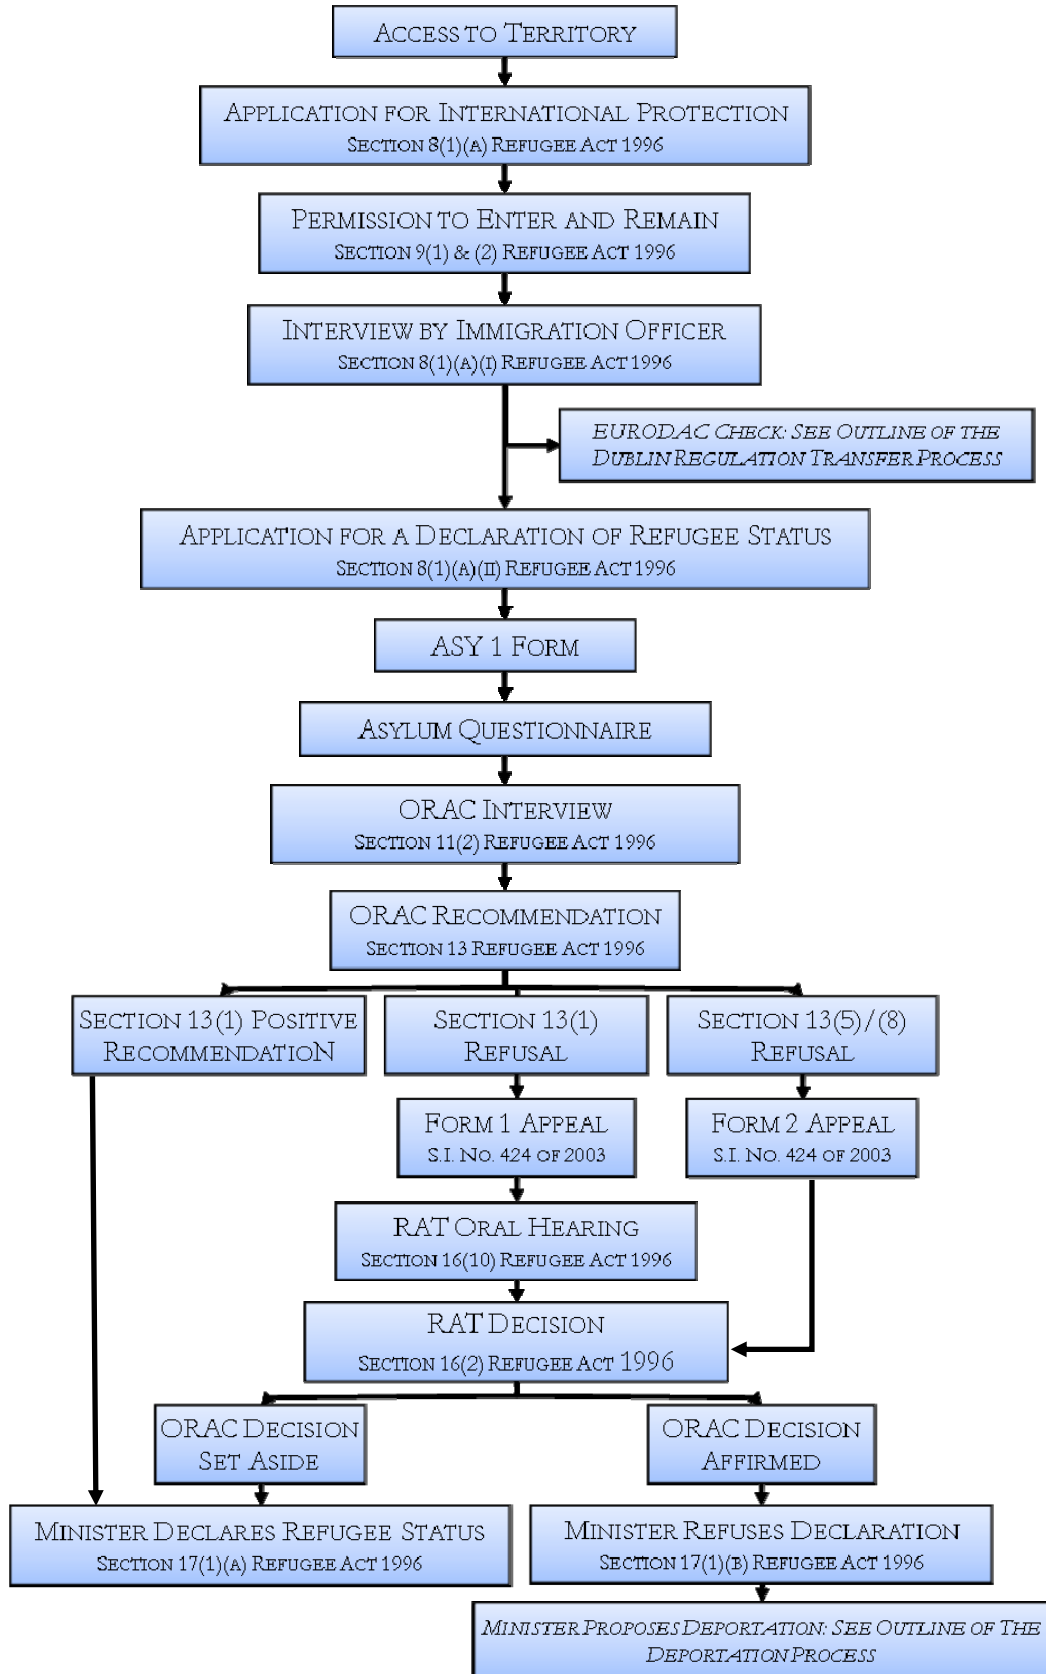 ACCESS TO TERRITORY
APPLICATION FOR INTERNATIONAL PROTECTION
SECTION 8(1)(A) REFUGEE ACT 1996
PERMISSION TO ENTER AND REMAIN
SECTION 9(1) & (2) REFUGEE ACT 1996
INTERVIEW BY IMMIGRATION OFFICER
SECTION 8(1)(A)(I) REFUGEE ACT 1996
EURODAC CHECK: SEE OUTLINE OF THE
DUBLIN REGULATION TRANSFER PROCESS
APPLICATION FOR A DECLARATION OF REFUGEE STATUS
SECTION 8(1)(A)(II) REFUGEE ACT 1996
ASY 1 FORM
ASYLUM QUESTIONNAIRE
ORAC INTERVIEW
SECTION 11(2) REFUGEE ACT 1996
ORAC RECOMMENDATION
SECTION 13 REFUGEE ACT 1996
SECTION 13(1) POSITIVE
RECOMMENDATION
SECTION 13(1)
REFUSAL
SECTION 13(5)/(8)
REFUSAL
FORM 1 APPEAL
S.I. NO. 424 OF 2003
FORM 2 APPEAL
S.I. NO. 424 OF 2003
RAT ORAL HEARING
SECTION 16(10) REFUGEE ACT 1996
RAT DECISION
SECTION 16(2) REFUGEE ACT 1996
ORAC DECISION
SET ASIDE
ORAC DECISION
AFFIRMED
MINISTER DECLARES REFUGEE STATUS
SECTION 17(1)(A) REFUGEE ACT 1996
MINISTER REFUSES DECLARATION
SECTION 17(1)(B) REFUGEE ACT 1996
MINISTER PROPOSES DEPORTATION: SEE OUTLINE OF THE
DEPORTATION PROCESS